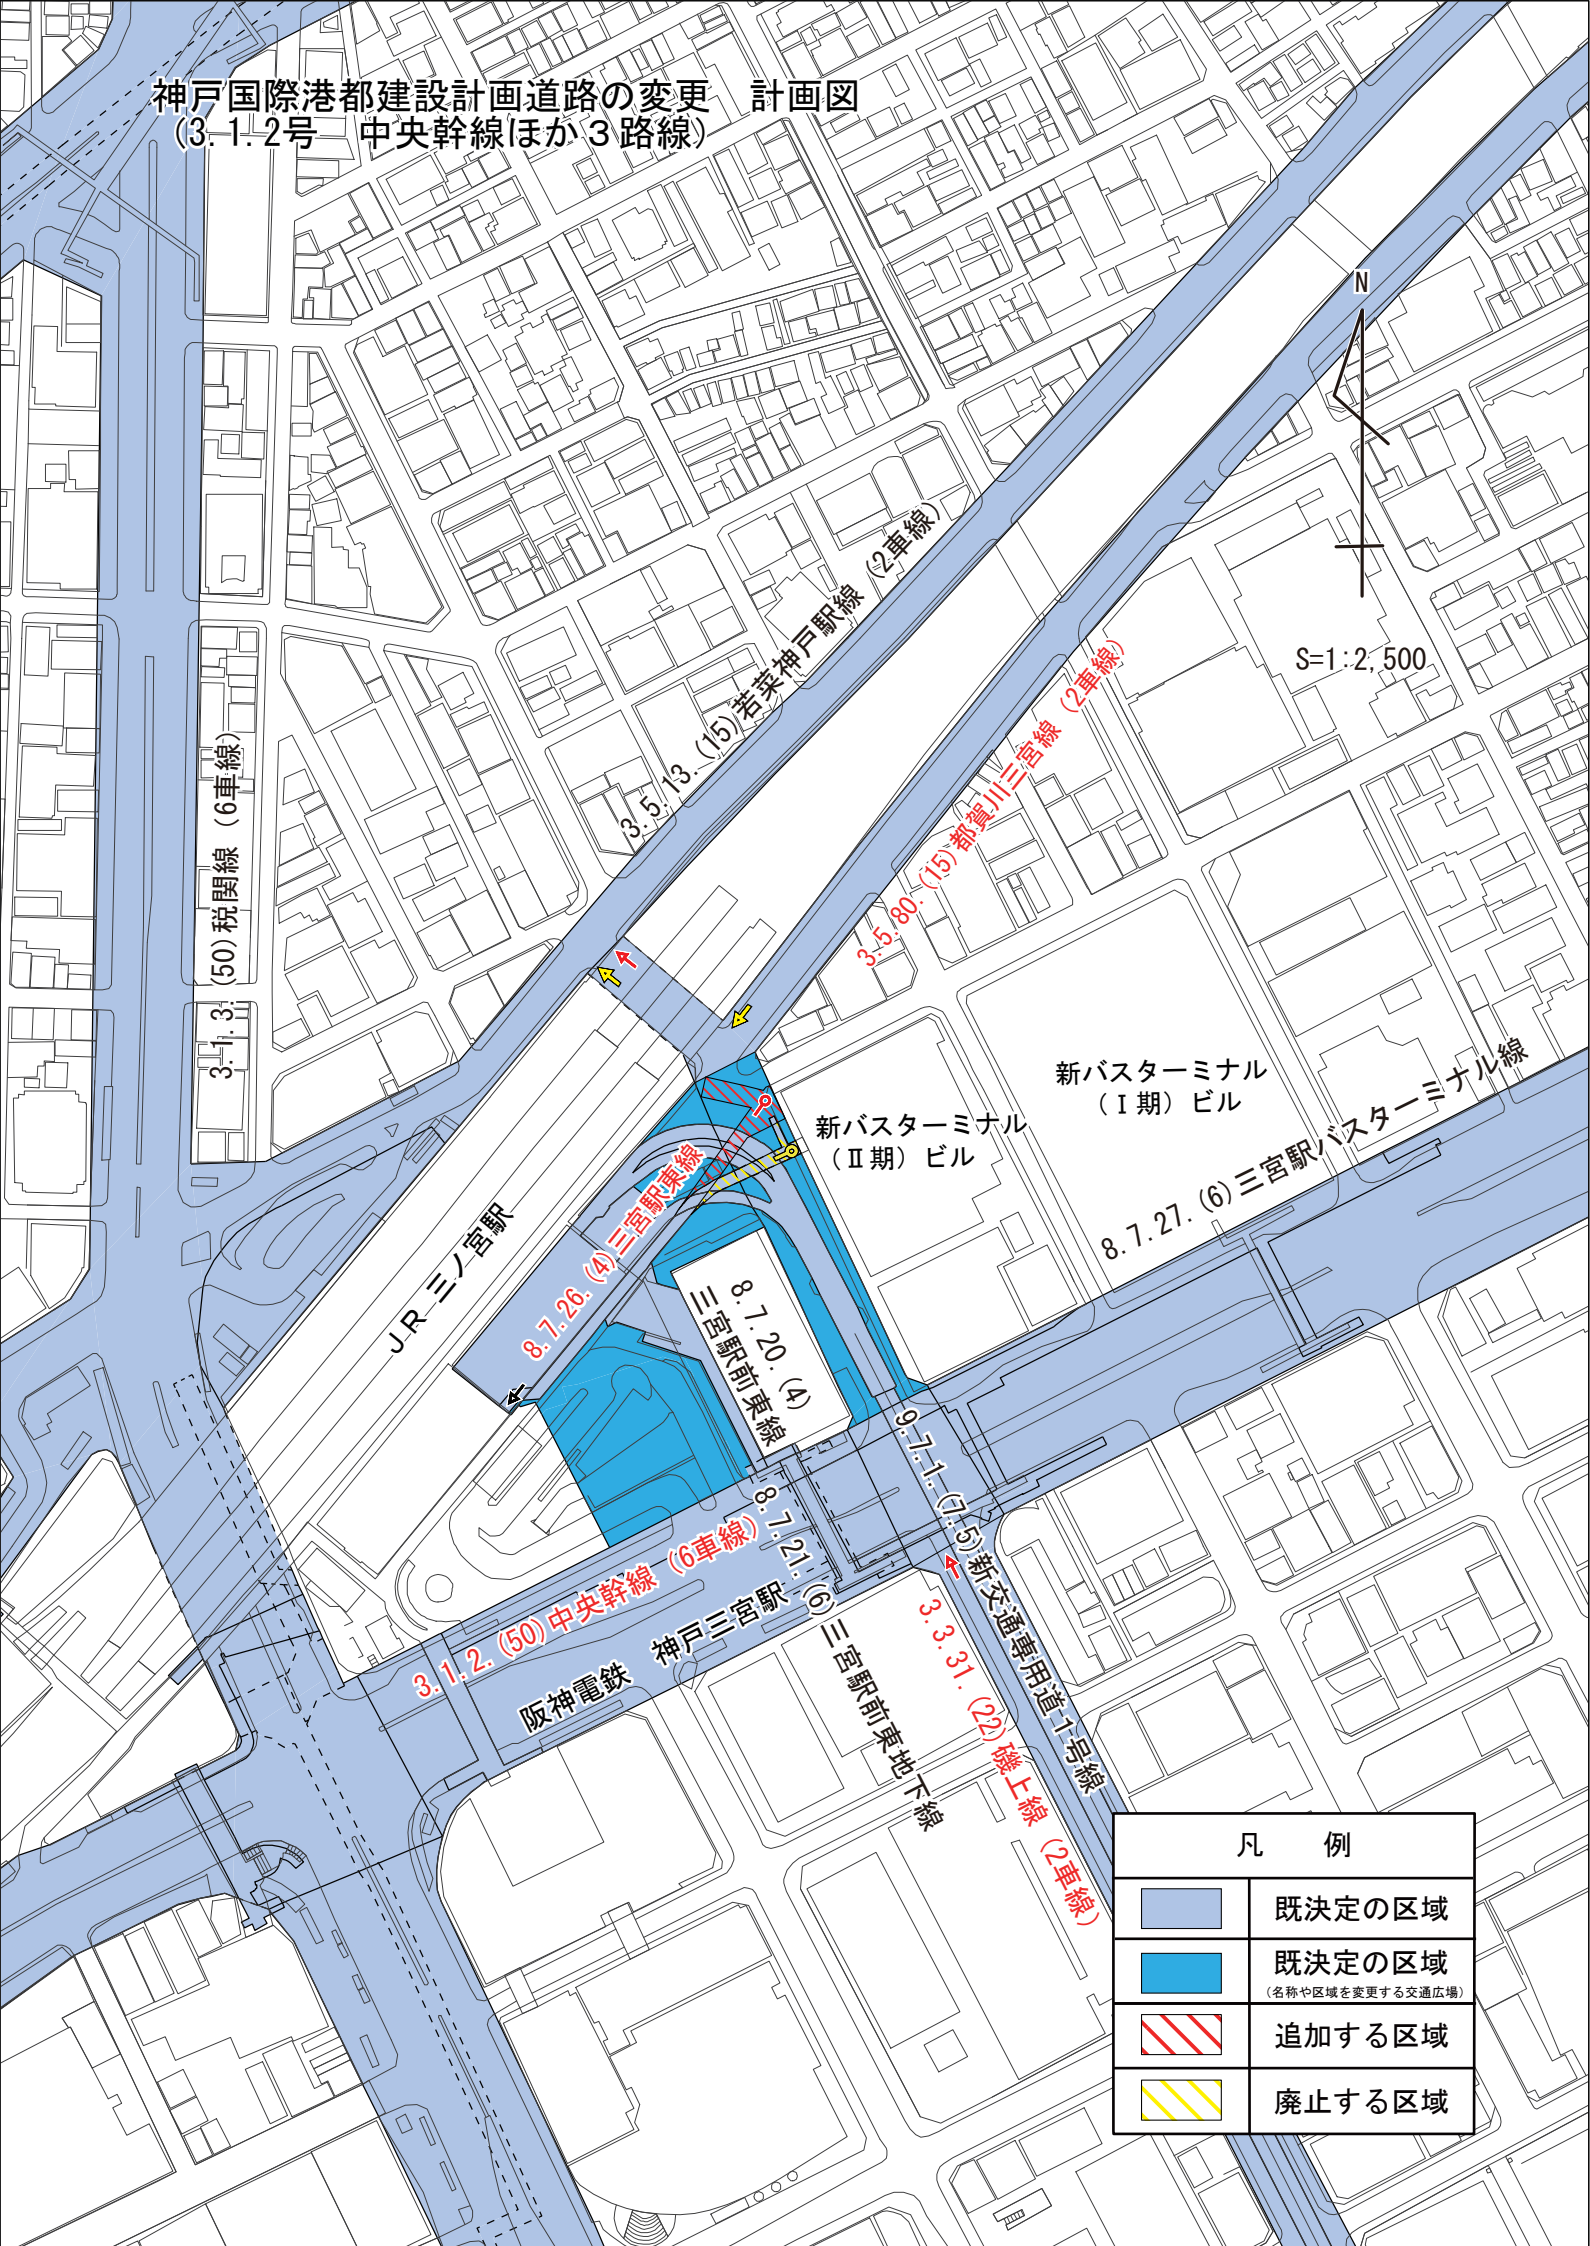 神戸国際港都建設計画道路の変更　計画図
（3.1.2号　中央幹線ほか３路線）
N
S=1:2,500
3.5.13.(15)若菜神戸駅線（2車線）
3.5.80.(15)都賀川三宮線（2車線）
3.1.3.(50)税関線（6車線）
新バスターミナル
（Ⅰ期）ビル
新バスターミナル
（Ⅱ期）ビル
8.7.27.(6)三宮駅バスターミナル線
8.7.26.(4)三宮駅東線
ＪＲ 三ノ宮駅
8.7.20.(4)
三宮駅前東線
9.7.1.(7.5)新交通専用道１号線
8.7.21.(6)三宮駅前東地下線
3.1.2.(50)中央幹線（6車線）
阪神電鉄　神戸三宮駅
3.3.31.(22)磯上線（2車線）
凡　例
既決定の区域
既決定の区域
（名称や区域を変更する交通広場）
追加する区域
廃止する区域